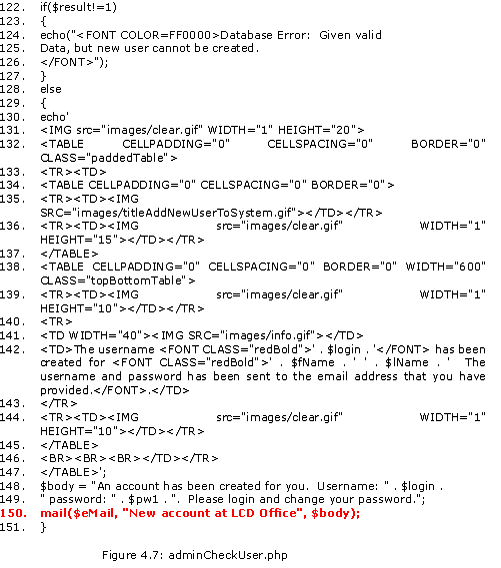 122. if($result!=1)
123. {
124. echo("<FONT COLOR=FF0000>Database Error: Given valid
125. Data, but new user cannot be created.
126. </FONT>");
127. }
128. else
129. {
130. echo'
131. <IMG src="images/clear.gif" WIDTH="1" HEIGHT="20">
132. <TABLE CELLPADDING="0" CELLSPACING="0" BORDER="0"
CLASS="paddedTable">
133. <TR><TD>
134. <TABLE CELLPADDING="0" CELLSPACING="0" BORDER="0">
135. <TR><TD><IMG
SRC="images/titleAddNewUserToSystem.gif"></TD></TR>
136. <TR><TD><IMG src="images/clear.gif" WIDTH="1"
HEIGHT="15"></TD></TR>
137. </TABLE>
138. <TABLE CELLPADDING="0" CELLSPACING="0" BORDER="0" WIDTH="600"
CLASS="topBottomTable">
139. <TR><TD><IMG src="images/clear.gif" WIDTH="1"
HEIGHT="10"></TD></TR>
140. <TR>
141. <TD WIDTH="40"><IMG SRC="images/info.gif"></TD>
142. <TD>The username <FONT CLASS="redBold">' . $login . '</FONT> has been
created for <FONT CLASS="redBold">' . $fName . ' ' . $lName . ' The
username and password has been sent to the email address that you have
provided.</FONT>.</TD>
143. </TR>
144. <TR><TD><IMG src="images/clear.gif" WIDTH="1"
HEIGHT="10"></TD></TR>
145. </TABLE>
146. <BR><BR><BR></TD></TR>
147. </TABLE>';
148. $body = "An account has been created for you. Username: " . $login .
149. " password: " . $pw1 . ". Please login and change your password.";
150. mail($eMail, "New account at LCD Office", $body);
151. }
Figure 4.7: adminCheckUser.php